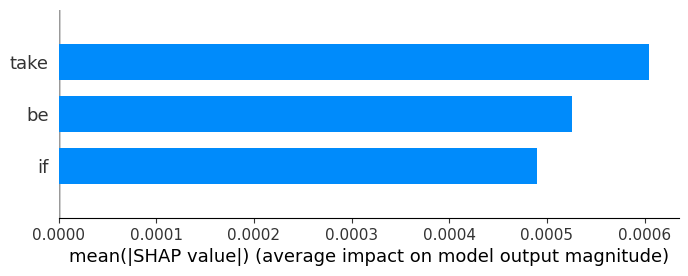 take
be
if
0.0000 0.0001 0.0002 0.0003 0.0004 0.0005 0.0006
mean(|SHAP value|) (average impact on model output magnitude)